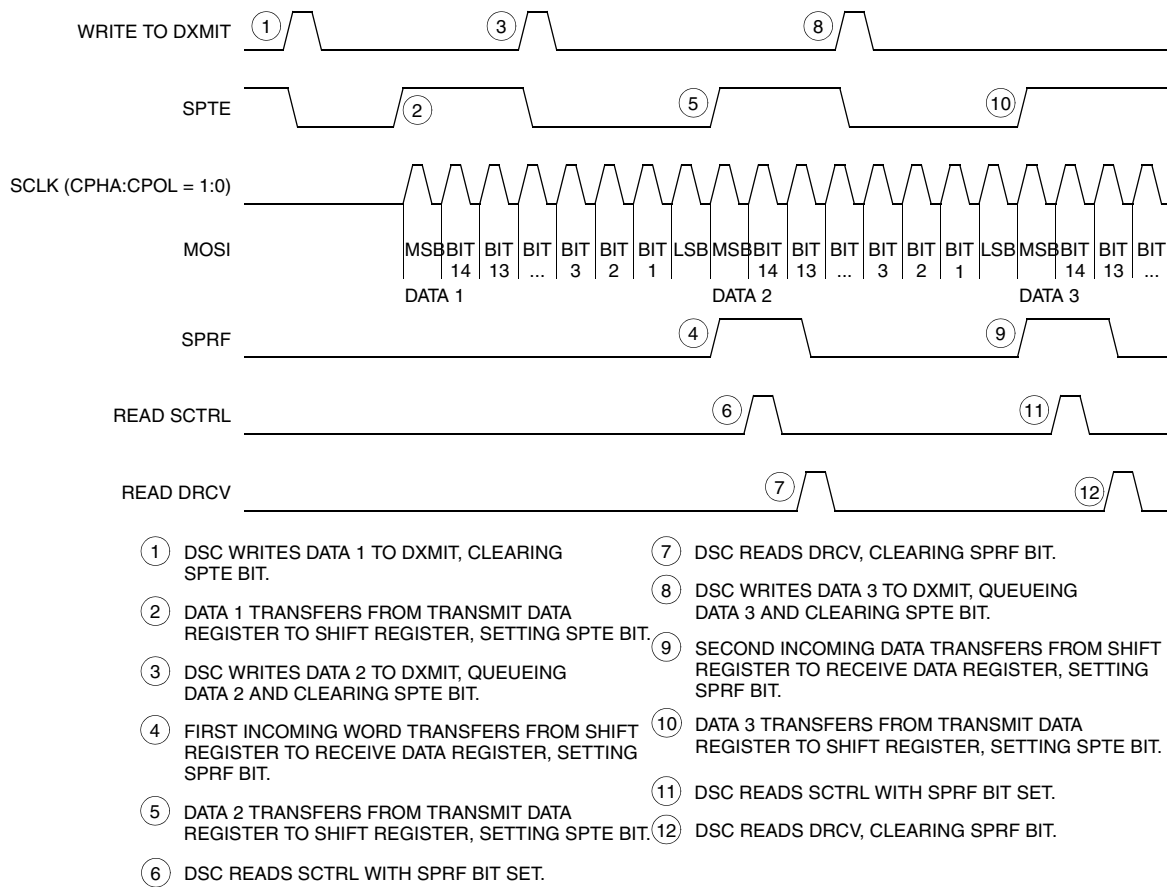 WRITE TO DXMIT
1
3
8
SPTE
2
5
10
SCLK (CPHA:CPOL = 1:0)
MOSI
MSB BIT 14 BIT 13 BIT ... BIT 3 BIT 2 BIT 1 LSB MSB BIT 14 BIT 13 BIT ... BIT 3 BIT 2 BIT 1 LSB MSB BIT 14 BIT 13 BIT ...
DATA 1
DATA 2
DATA 3
SPRF
4
9
READ SCTRL
6
11
READ DRCV
7
12
1 DSC WRITES DATA 1 TO DXMIT, CLEARING
SPTE BIT.
2 DATA 1 TRANSFERS FROM TRANSMIT DATA
REGISTER TO SHIFT REGISTER, SETTING SPTE BIT.
3 DSC WRITES DATA 2 TO DXMIT, QUEUEING
DATA 2 AND CLEARING SPTE BIT.
4 FIRST INCOMING WORD TRANSFERS FROM SHIFT
REGISTER TO RECEIVE DATA REGISTER, SETTING
SPRF BIT.
5 DATA 2 TRANSFERS FROM TRANSMIT DATA
REGISTER TO SHIFT REGISTER, SETTING SPTE BIT.
6 DSC READS SCTRL WITH SPRF BIT SET.
7 DSC READS DRCV, CLEARING SPRF BIT.
8 DSC WRITES DATA 3 TO DXMIT, QUEUEING
DATA 3 AND CLEARING SPTE BIT.
9 SECOND INCOMING DATA TRANSFERS FROM SHIFT
REGISTER TO RECEIVE DATA REGISTER, SETTING
SPRF BIT.
10 DATA 3 TRANSFERS FROM TRANSMIT DATA
REGISTER TO SHIFT REGISTER, SETTING SPTE BIT.
11 DSC READS SCTRL WITH SPRF BIT SET.
12 DSC READS DRCV, CLEARING SPRF BIT.